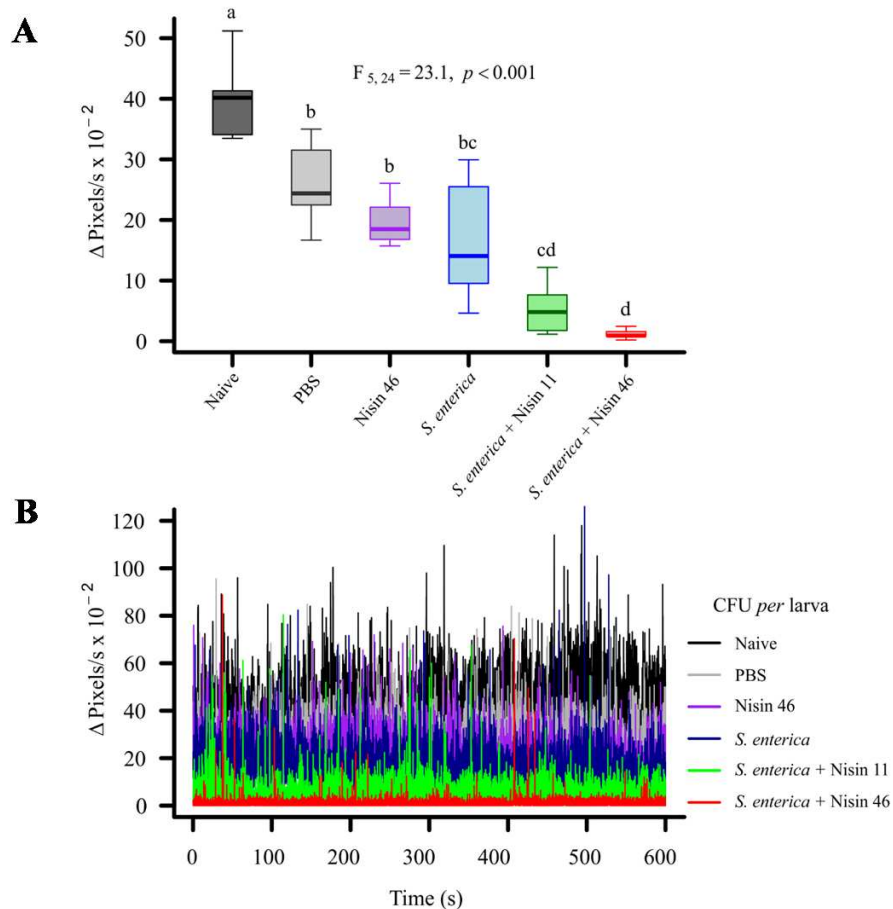 A
a
50
F 5, 24 = 23.1, p < 0.001
40
b
bc
30
b
20
cd
10
d
0
Δ Pixels/s x 10⁻²
Naive
PBS
Nisin 46
S. enterica
S. enterica + Nisin 11
S. enterica + Nisin 46
B
120
100
80
60
40
20
0
Δ Pixels/s x 10⁻²
0 100 200 300 400 500 600
Time (s)
CFU per larva
Naive
PBS
Nisin 46
S. enterica
S. enterica + Nisin 11
S. enterica + Nisin 46